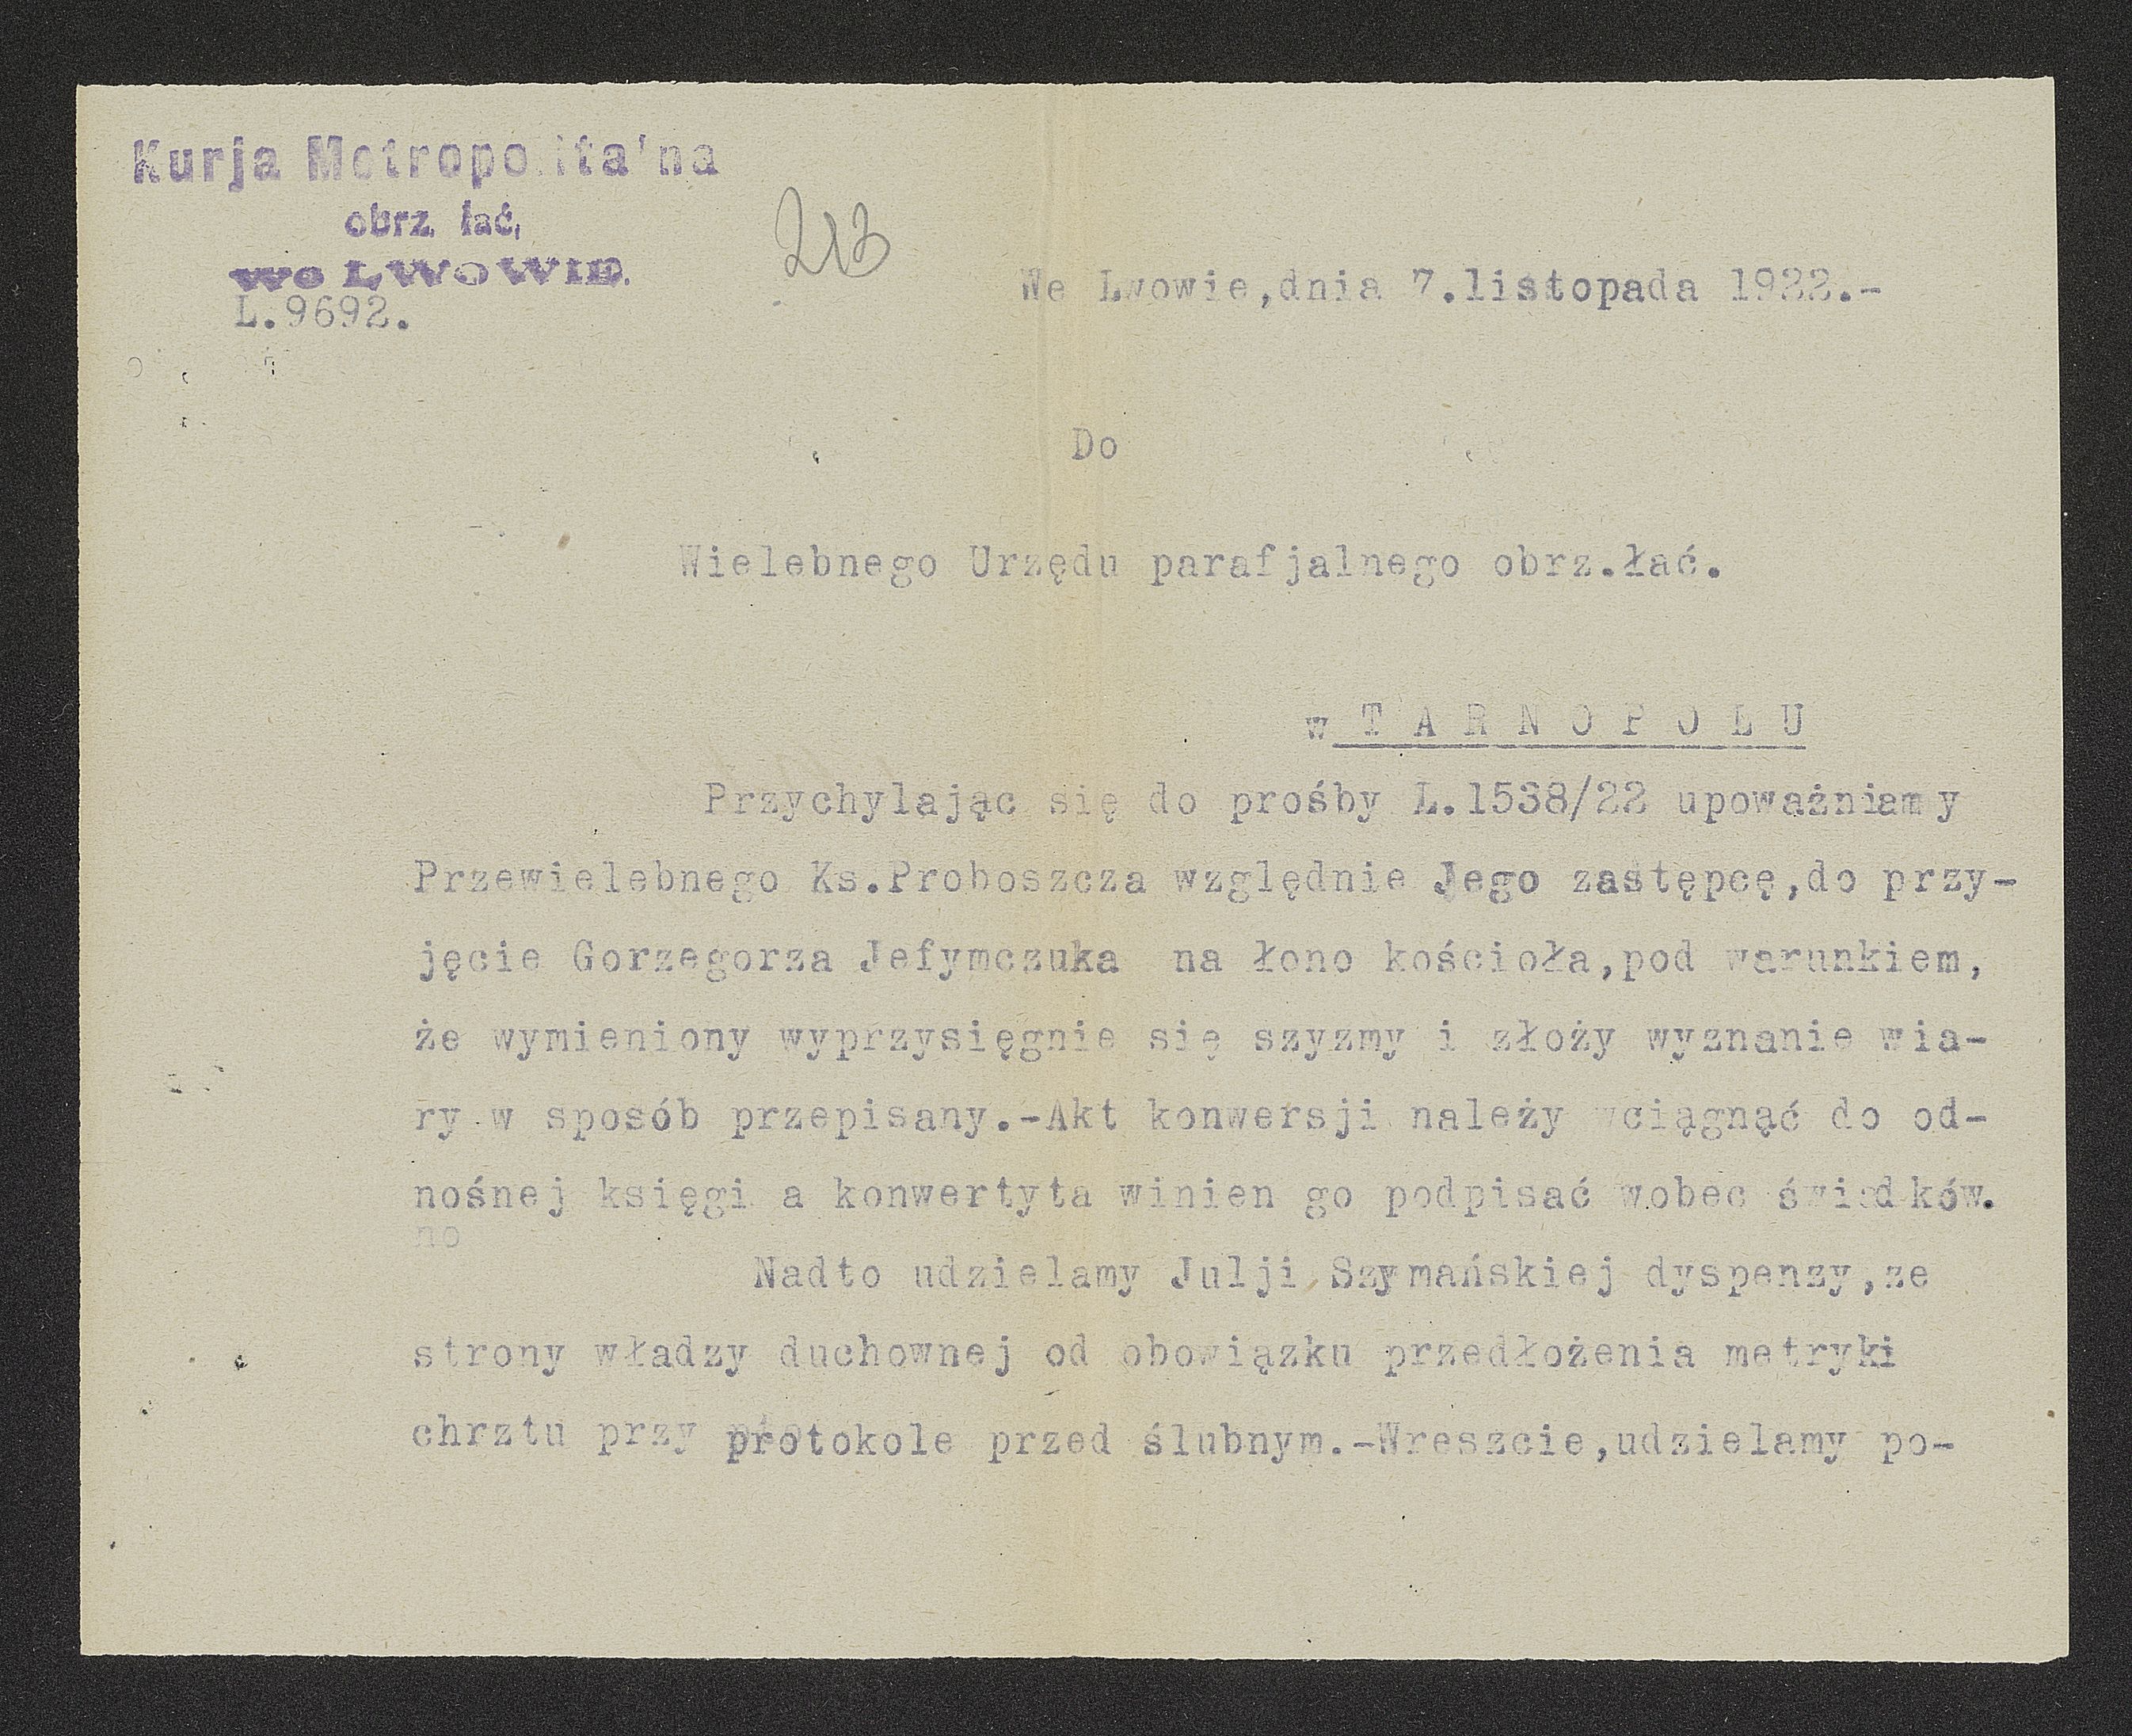 Kurja Metropolitalna
obrz. łać,
we LWOWIE.
L.9692.
213
We Lwowie,dnia 7.listopada 1922.-
Do
Wielebnego Urzędu parafjalnego obrz.łać.
w T A R N O P O L U
Przychylając się do prośby L.1538/22 upoważniamy
Przewielebnego Ks.Proboszcza względnie Jego zastępcę,do przy-
jęcie Gorzegorza Jefymczuka na łono kościoła,pod warunkiem,
że wymieniony wyprzysięgnie się szyzmy i złoży wyznanie wia-
ry w sposób przepisany.-Akt konwersji należy wciągnąć do od-
nośnej księgi a konwertyta winien go podpisać wobec świadków.
no
Nadto udzielamy Julji Szymańskiej dyspenzy,ze
strony władzy duchownej od obowiązku przedłożenia metryki
chrztu przy protokole przed ślubnym.-Wreszcie,udzielamy po-